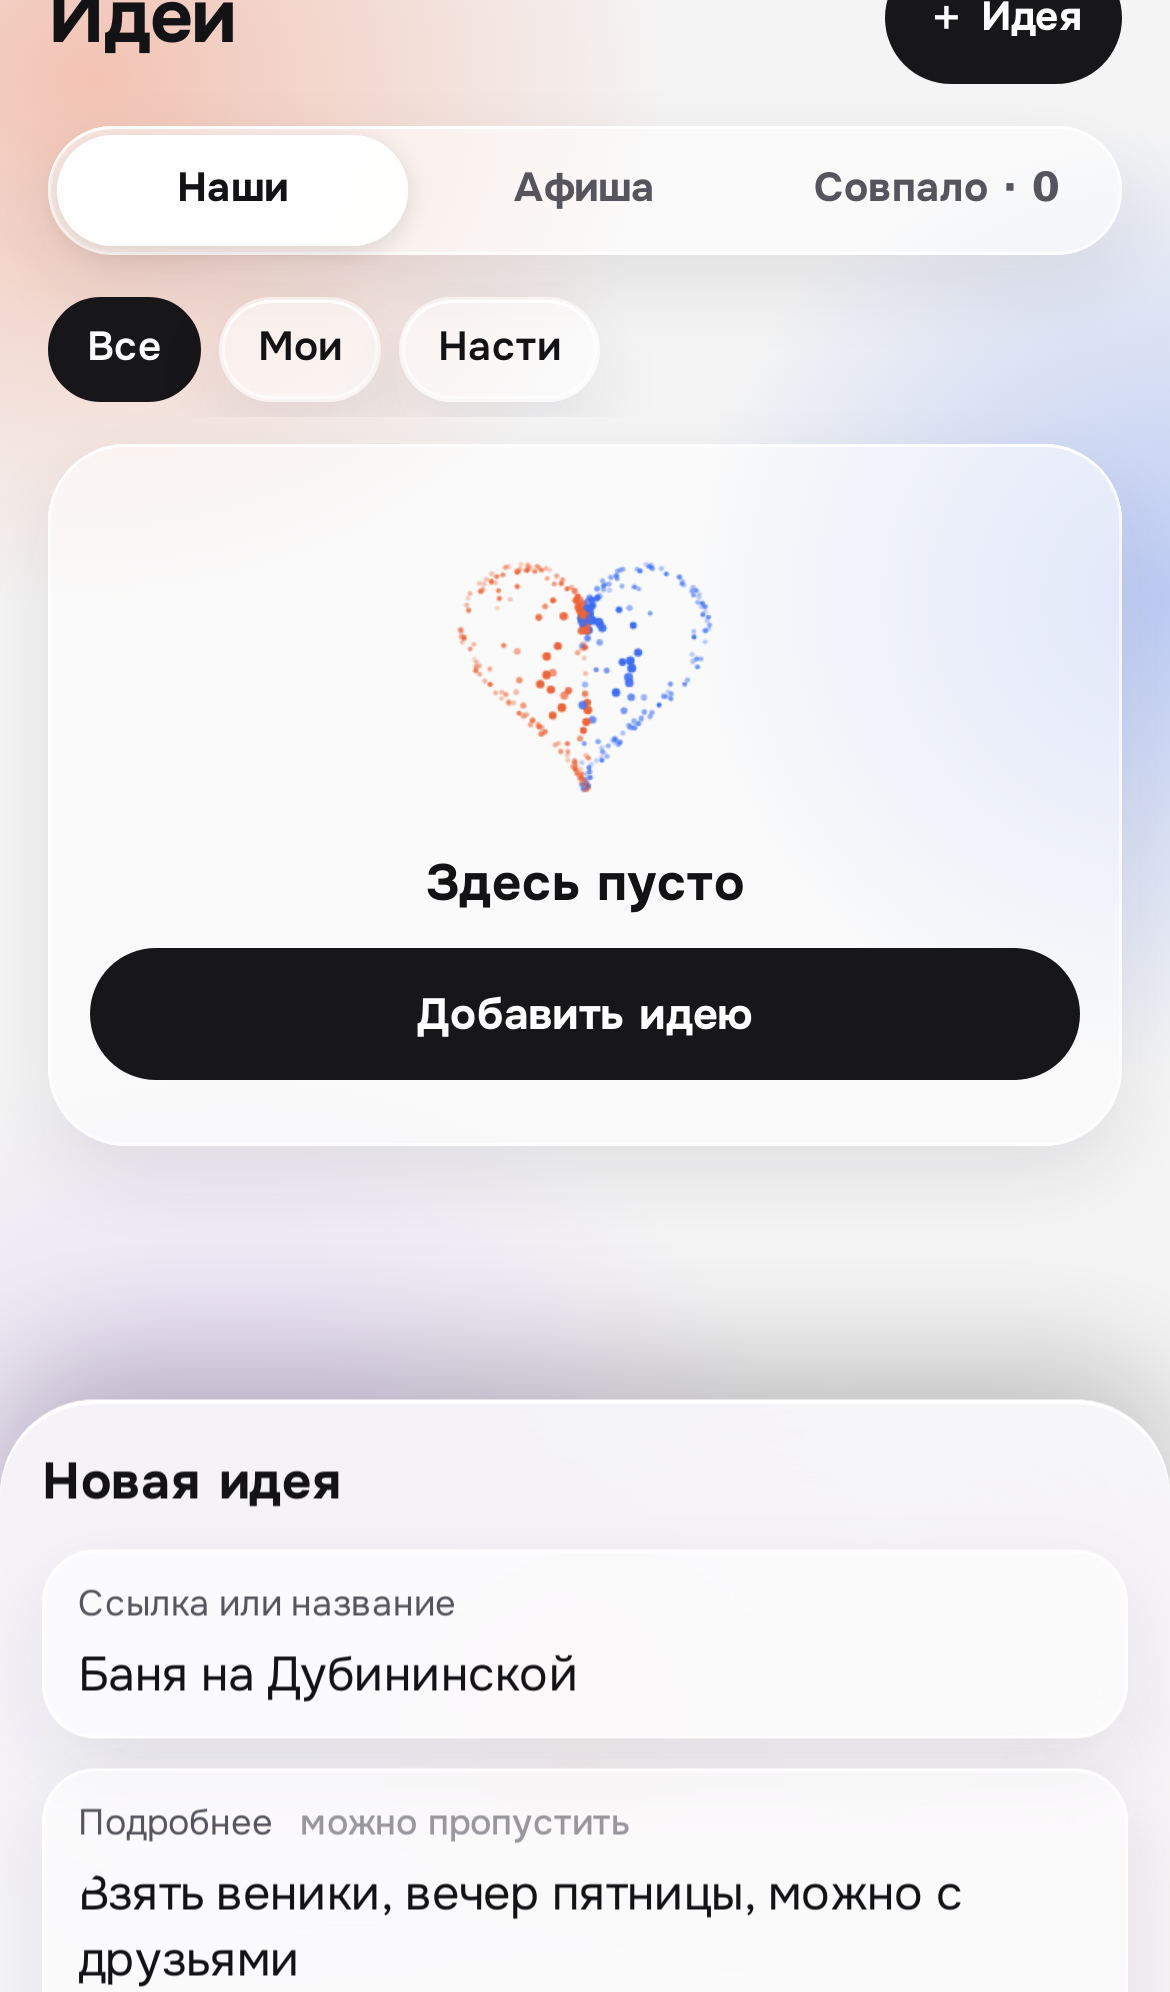 Идеи
+ Идея
Наши
Афиша
Совпало · 0
Все
Мои
Насти
Здесь пусто
Добавить идею
Новая идея
Ссылка или название
Баня на Дубининской
Подробнее можно пропустить
Взять веники, вечер пятницы, можно с
друзьями